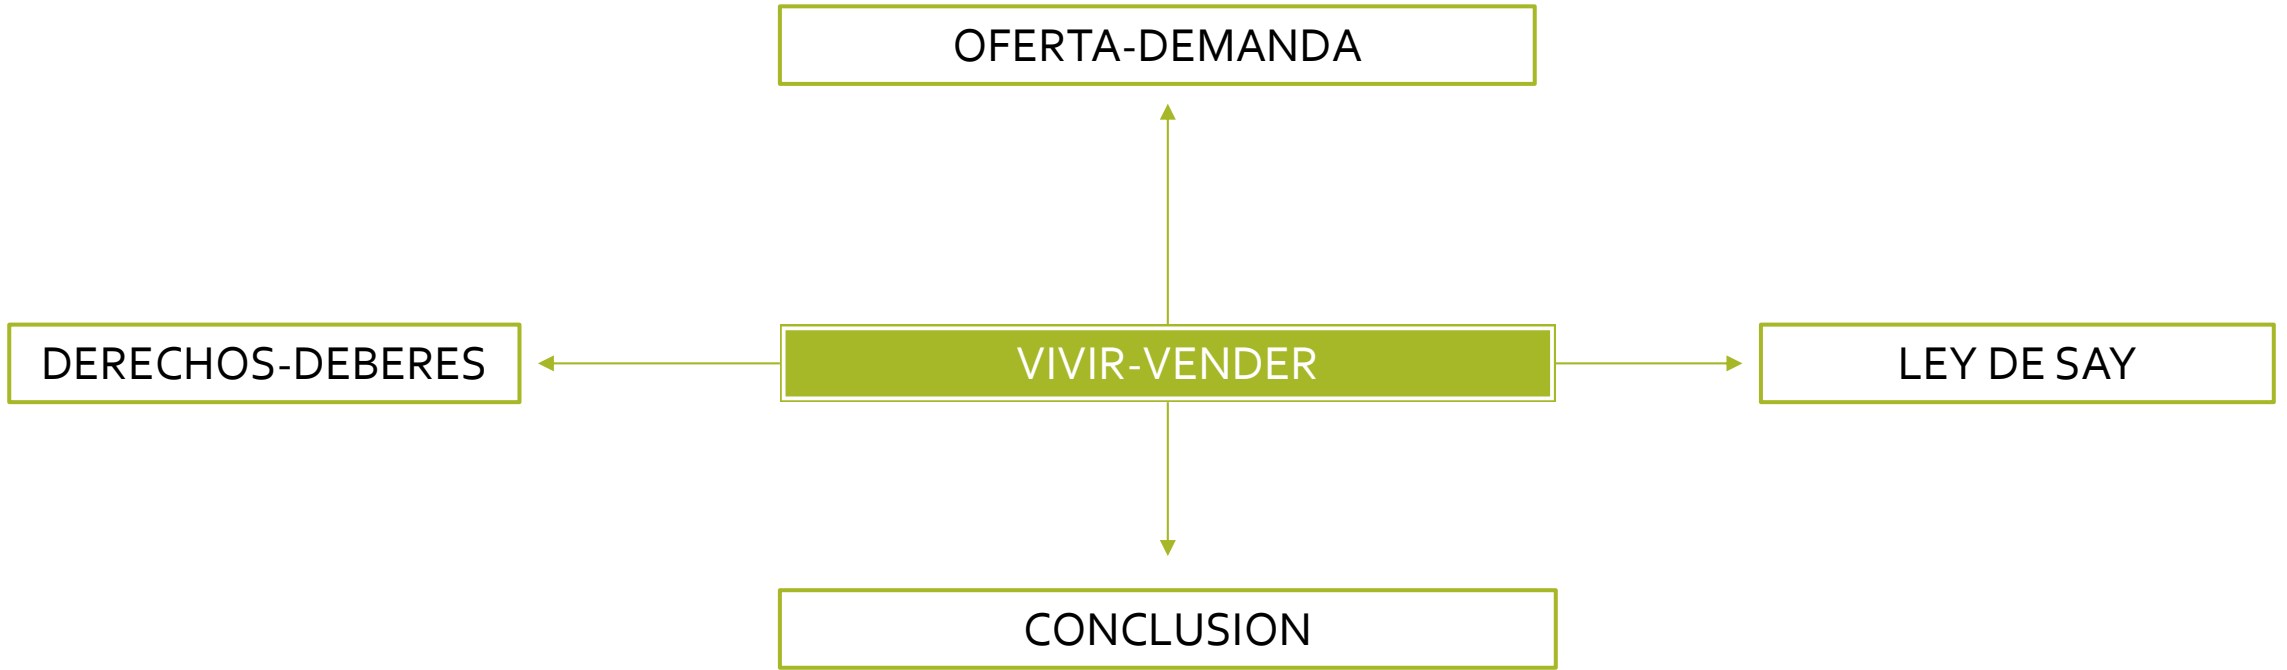 OFERTA-DEMANDA
DERECHOS-DEBERES
VIVIR-VENDER
LEY DE SAY
CONCLUSION